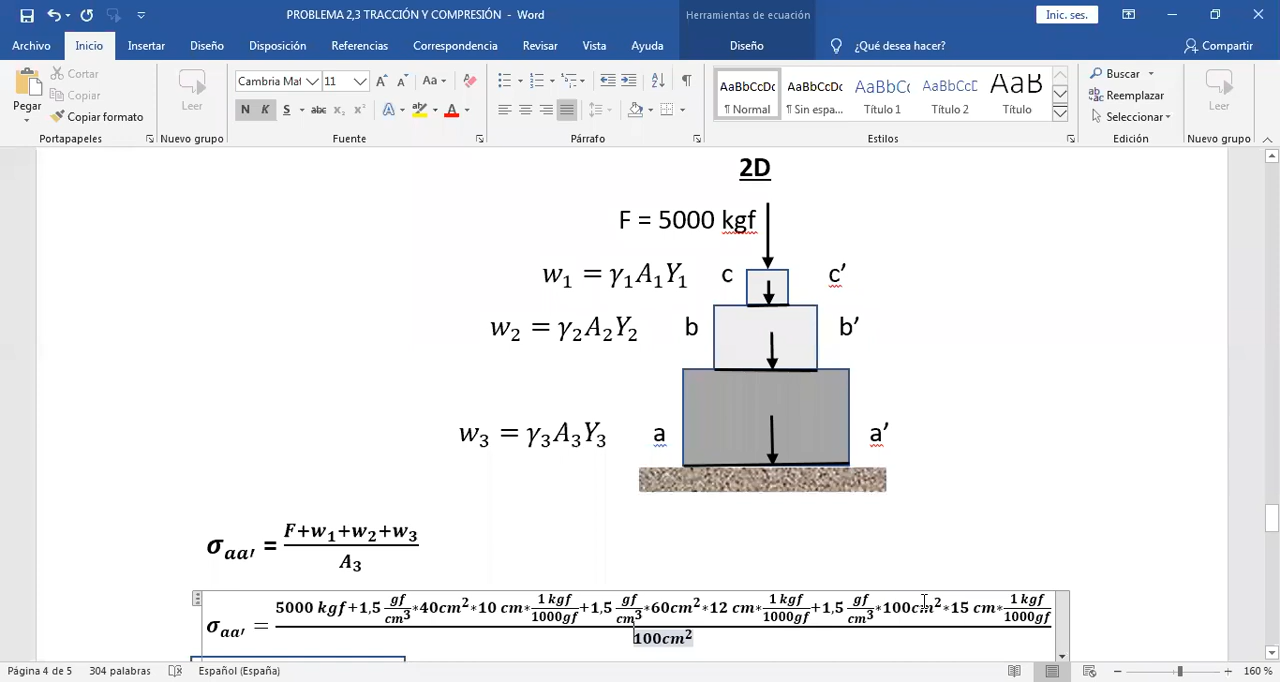 PROBLEMA 2,3 TRACCIÓN Y COMPRESIÓN - Word
Herramientas de ecuación
Inic. ses.
Archivo Inicio Insertar Diseño Disposición Referencias Correspondencia Revisar Vista Ayuda Diseño ¿Qué desea hacer? Compartir
Pegar
Cortar
Copiar
Copiar formato
Leer
Cambria Mat 11
N K S abc x₂ x²
AaBbCcDc AaBbCcDc AaBbCc AaBbCcD AaB
¶ Normal ¶ Sin espa... Título 1 Título 2 Título
Buscar
Reemplazar
Seleccionar
Leer
Portapapeles Nuevo grupo Fuente Párrafo Estilos Edición Nuevo grupo
2D
F = 5000 kgf
w₁ = γ₁A₁Y₁ c c’
w₂ = γ₂A₂Y₂ b b’
w₃ = γ₃A₃Y₃ a a’
σaa′ = (F+w₁+w₂+w₃)/A₃
σaa′ = (5000 kgf+1,5 gf/cm³*40cm²*10 cm*1 kgf/1000gf+1,5 gf/cm³*60cm²*12 cm*1 kgf/1000gf+1,5 gf/cm³*100cm²*15 cm*1 kgf/1000gf)/100cm²
Página 4 de 5 304 palabras Español (España) 160 %